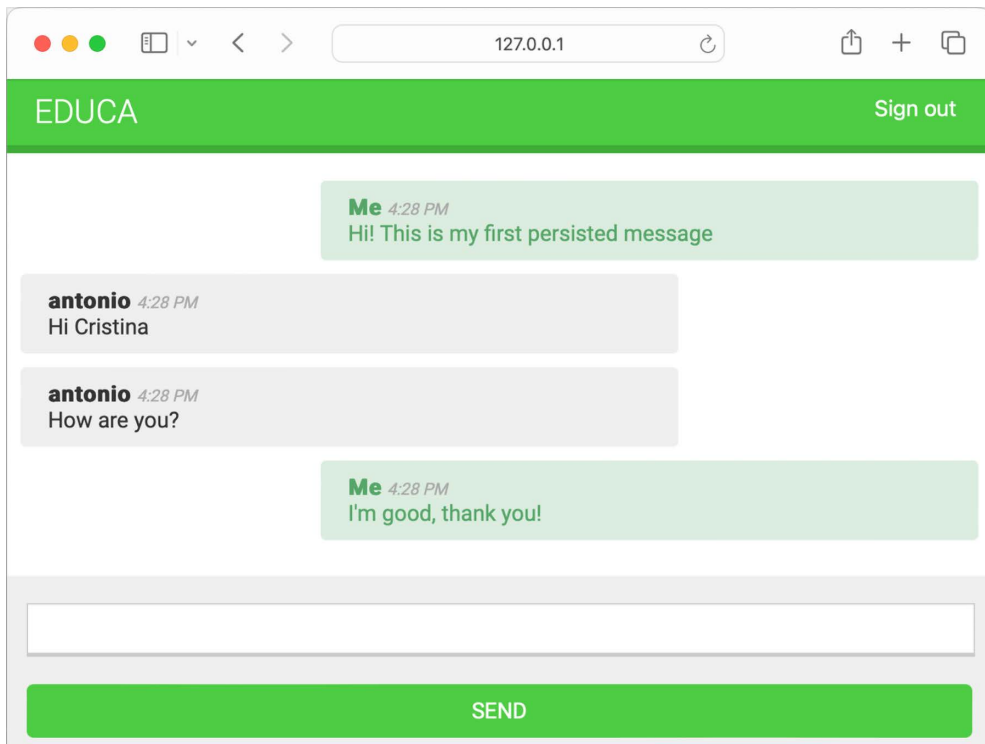 127.0.0.1
EDUCA
Sign out
Me 4:28 PM
Hi! This is my first persisted message
antonio 4:28 PM
Hi Cristina
antonio 4:28 PM
How are you?
Me 4:28 PM
I'm good, thank you!
SEND